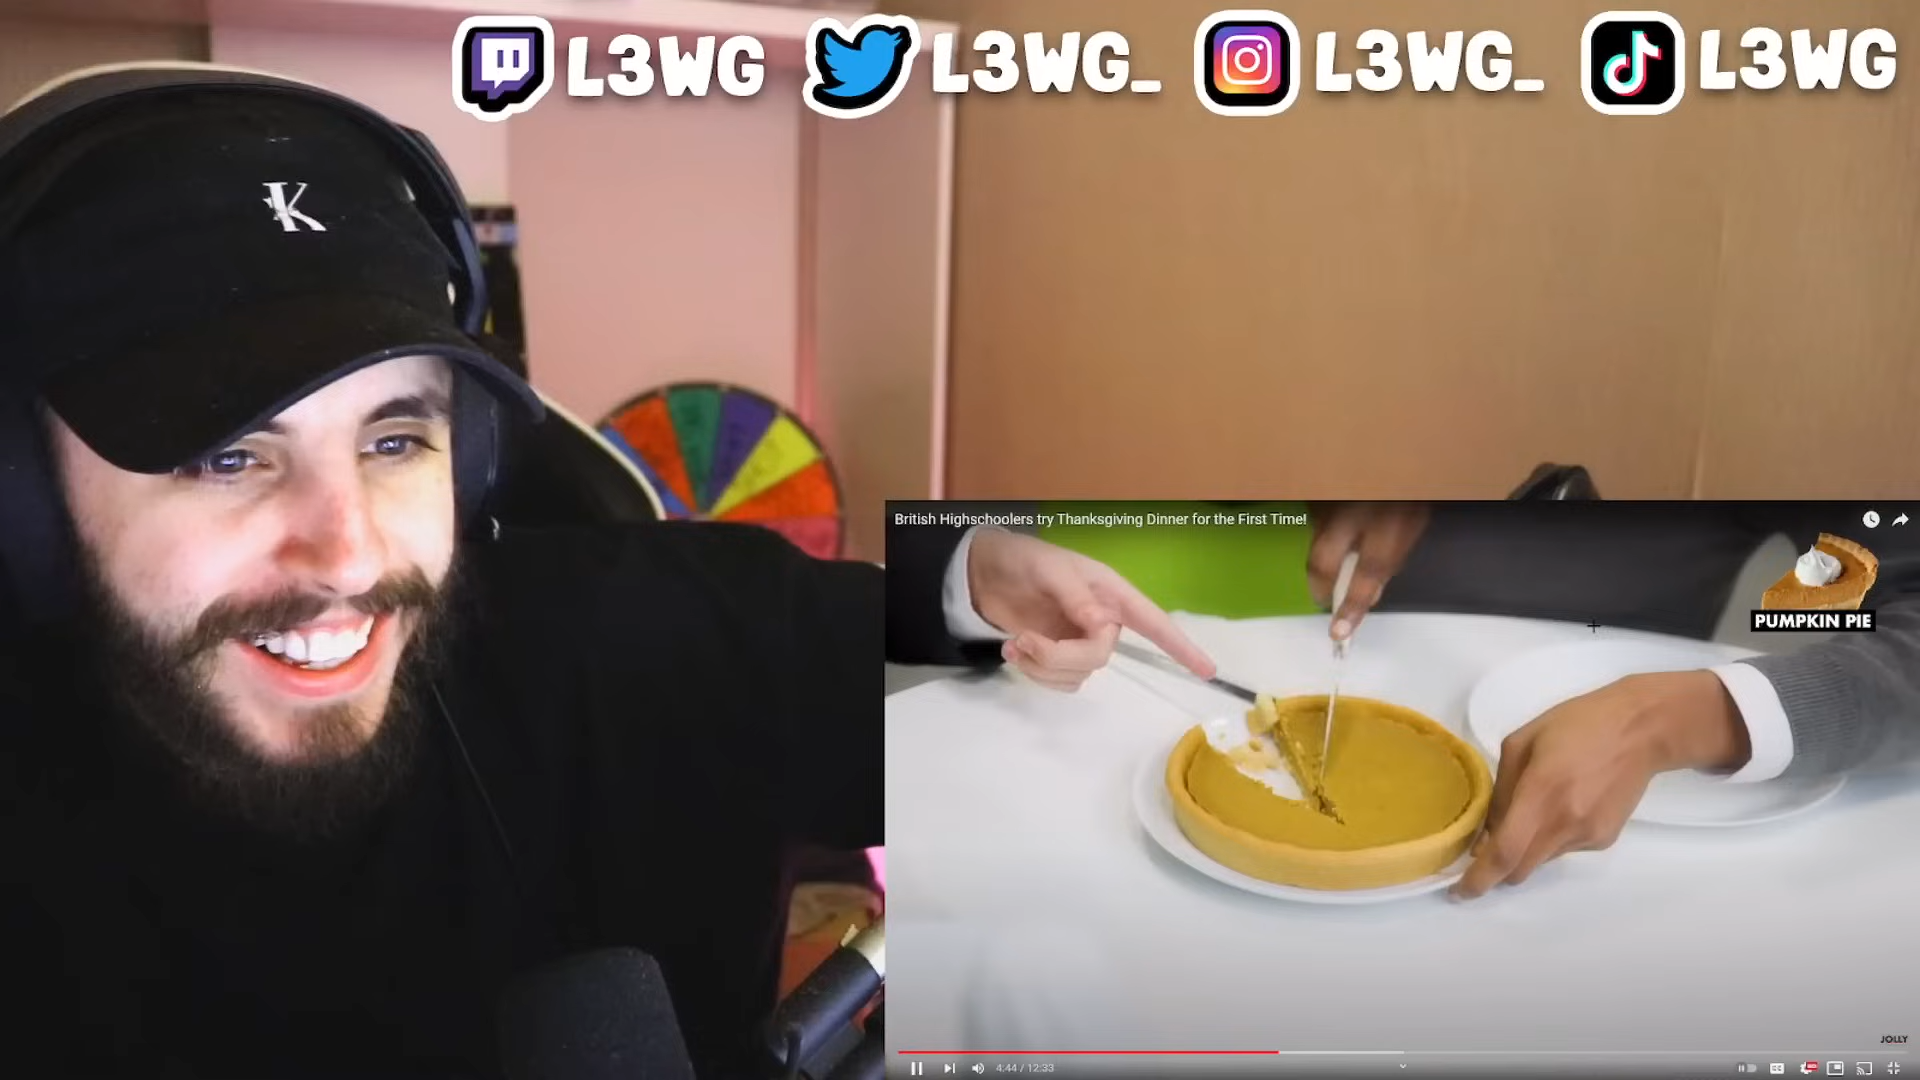 L3WG L3WG_ L3WG_ L3WG
K
British Highschoolers try Thanksgiving Dinner for the First Time!
PUMPKIN PIE
JOLLY
4:44 / 12:33